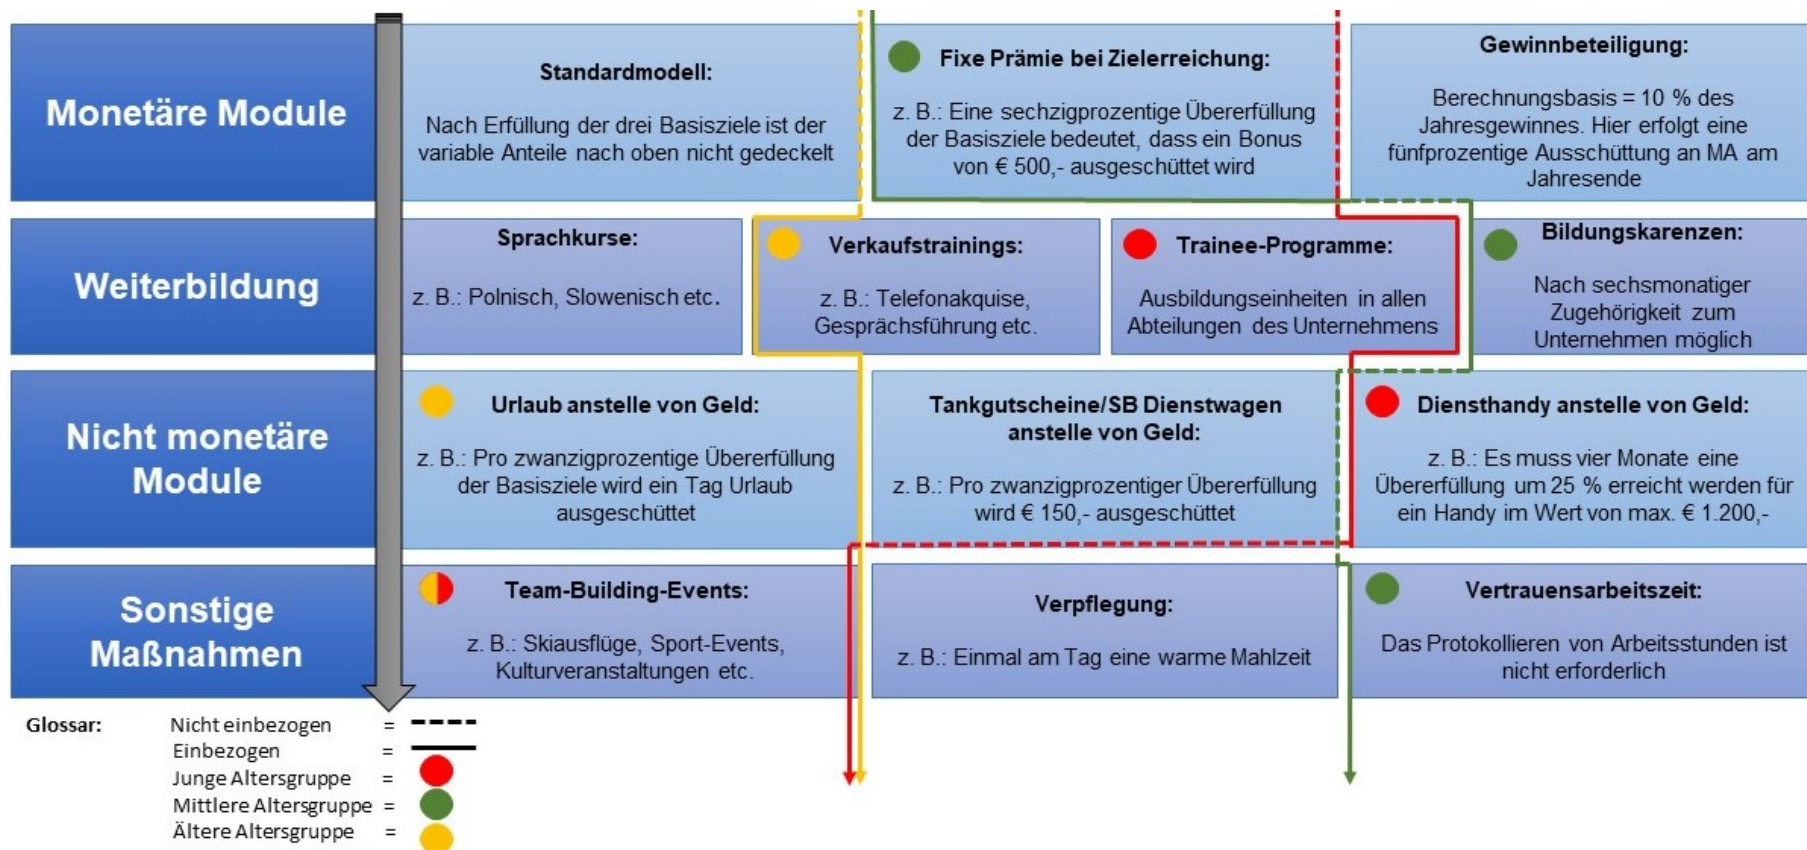 Monetäre Module
Standardmodell:
Nach Erfüllung der drei Basisziele ist der
variable Anteile nach oben nicht gedeckelt
Fixe Prämie bei Zielerreichung:
z. B.: Eine sechzigprozentige Übererfüllung
der Basisziele bedeutet, dass ein Bonus
von € 500,- ausgeschüttet wird
Gewinnbeteiligung:
Berechnungsbasis = 10 % des
Jahresgewinnes. Hier erfolgt eine
fünfprozentige Ausschüttung an MA am
Jahresende
Weiterbildung
Sprachkurse:
z. B.: Polnisch, Slowenisch etc.
Verkaufstrainings:
z. B.: Telefonakquise,
Gesprächsführung etc.
Trainee-Programme:
Ausbildungseinheiten in allen
Abteilungen des Unternehmens
Bildungskarenzen:
Nach sechsmonatiger
Zugehörigkeit zum
Unternehmen möglich
Nicht monetäre
Module
Urlaub anstelle von Geld:
z. B.: Pro zwanzigprozentige Übererfüllung
der Basisziele wird ein Tag Urlaub
ausgeschüttet
Tankgutscheine/SB Dienstwagen
anstelle von Geld:
z. B.: Pro zwanzigprozentiger Übererfüllung
wird € 150,- ausgeschüttet
Diensthandy anstelle von Geld:
z. B.: Es muss vier Monate eine
Übererfüllung um 25 % erreicht werden für
ein Handy im Wert von max. € 1.200,-
Sonstige
Maßnahmen
Team-Building-Events:
z. B.: Skiausflüge, Sport-Events,
Kulturveranstaltungen etc.
Verpflegung:
z. B.: Einmal am Tag eine warme Mahlzeit
Vertrauensarbeitszeit:
Das Protokollieren von Arbeitsstunden ist
nicht erforderlich
Glossar: Nicht einbezogen =
Einbezogen =
Junge Altersgruppe =
Mittlere Altersgruppe =
Ältere Altersgruppe =